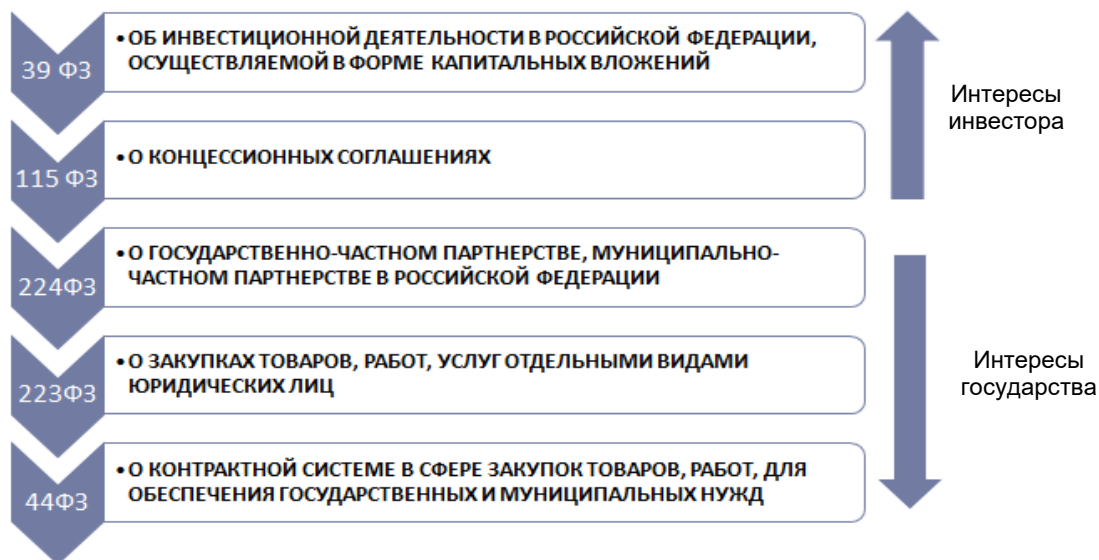 39 ФЗ
• ОБ ИНВЕСТИЦИОННОЙ ДЕЯТЕЛЬНОСТИ В РОССИЙСКОЙ ФЕДЕРАЦИИ,
ОСУЩЕСТВЛЯЕМОЙ В ФОРМЕ КАПИТАЛЬНЫХ ВЛОЖЕНИЙ
115 ФЗ
• О КОНЦЕССИОННЫХ СОГЛАШЕНИЯХ
Интересы
инвестора
224ФЗ
• О ГОСУДАРСТВЕННО-ЧАСТНОМ ПАРТНЕРСТВЕ, МУНИЦИПАЛЬНО-
ЧАСТНОМ ПАРТНЕРСТВЕ В РОССИЙСКОЙ ФЕДЕРАЦИИ
223ФЗ
• О ЗАКУПКАХ ТОВАРОВ, РАБОТ, УСЛУГ ОТДЕЛЬНЫМИ ВИДАМИ
ЮРИДИЧЕСКИХ ЛИЦ
44ФЗ
• О КОНТРАКТНОЙ СИСТЕМЕ В СФЕРЕ ЗАКУПОК ТОВАРОВ, РАБОТ, ДЛЯ
ОБЕСПЕЧЕНИЯ ГОСУДАРСТВЕННЫХ И МУНИЦИПАЛЬНЫХ НУЖД
Интересы
государства